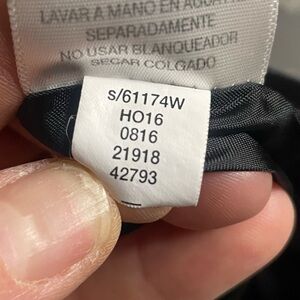 LAVAR A MANO EN AGUA
SEPARADAMENTE
NO USAR BLANQUEADOR
SECAR COLGADO
s/61174W
HO16
0816
21918
42793